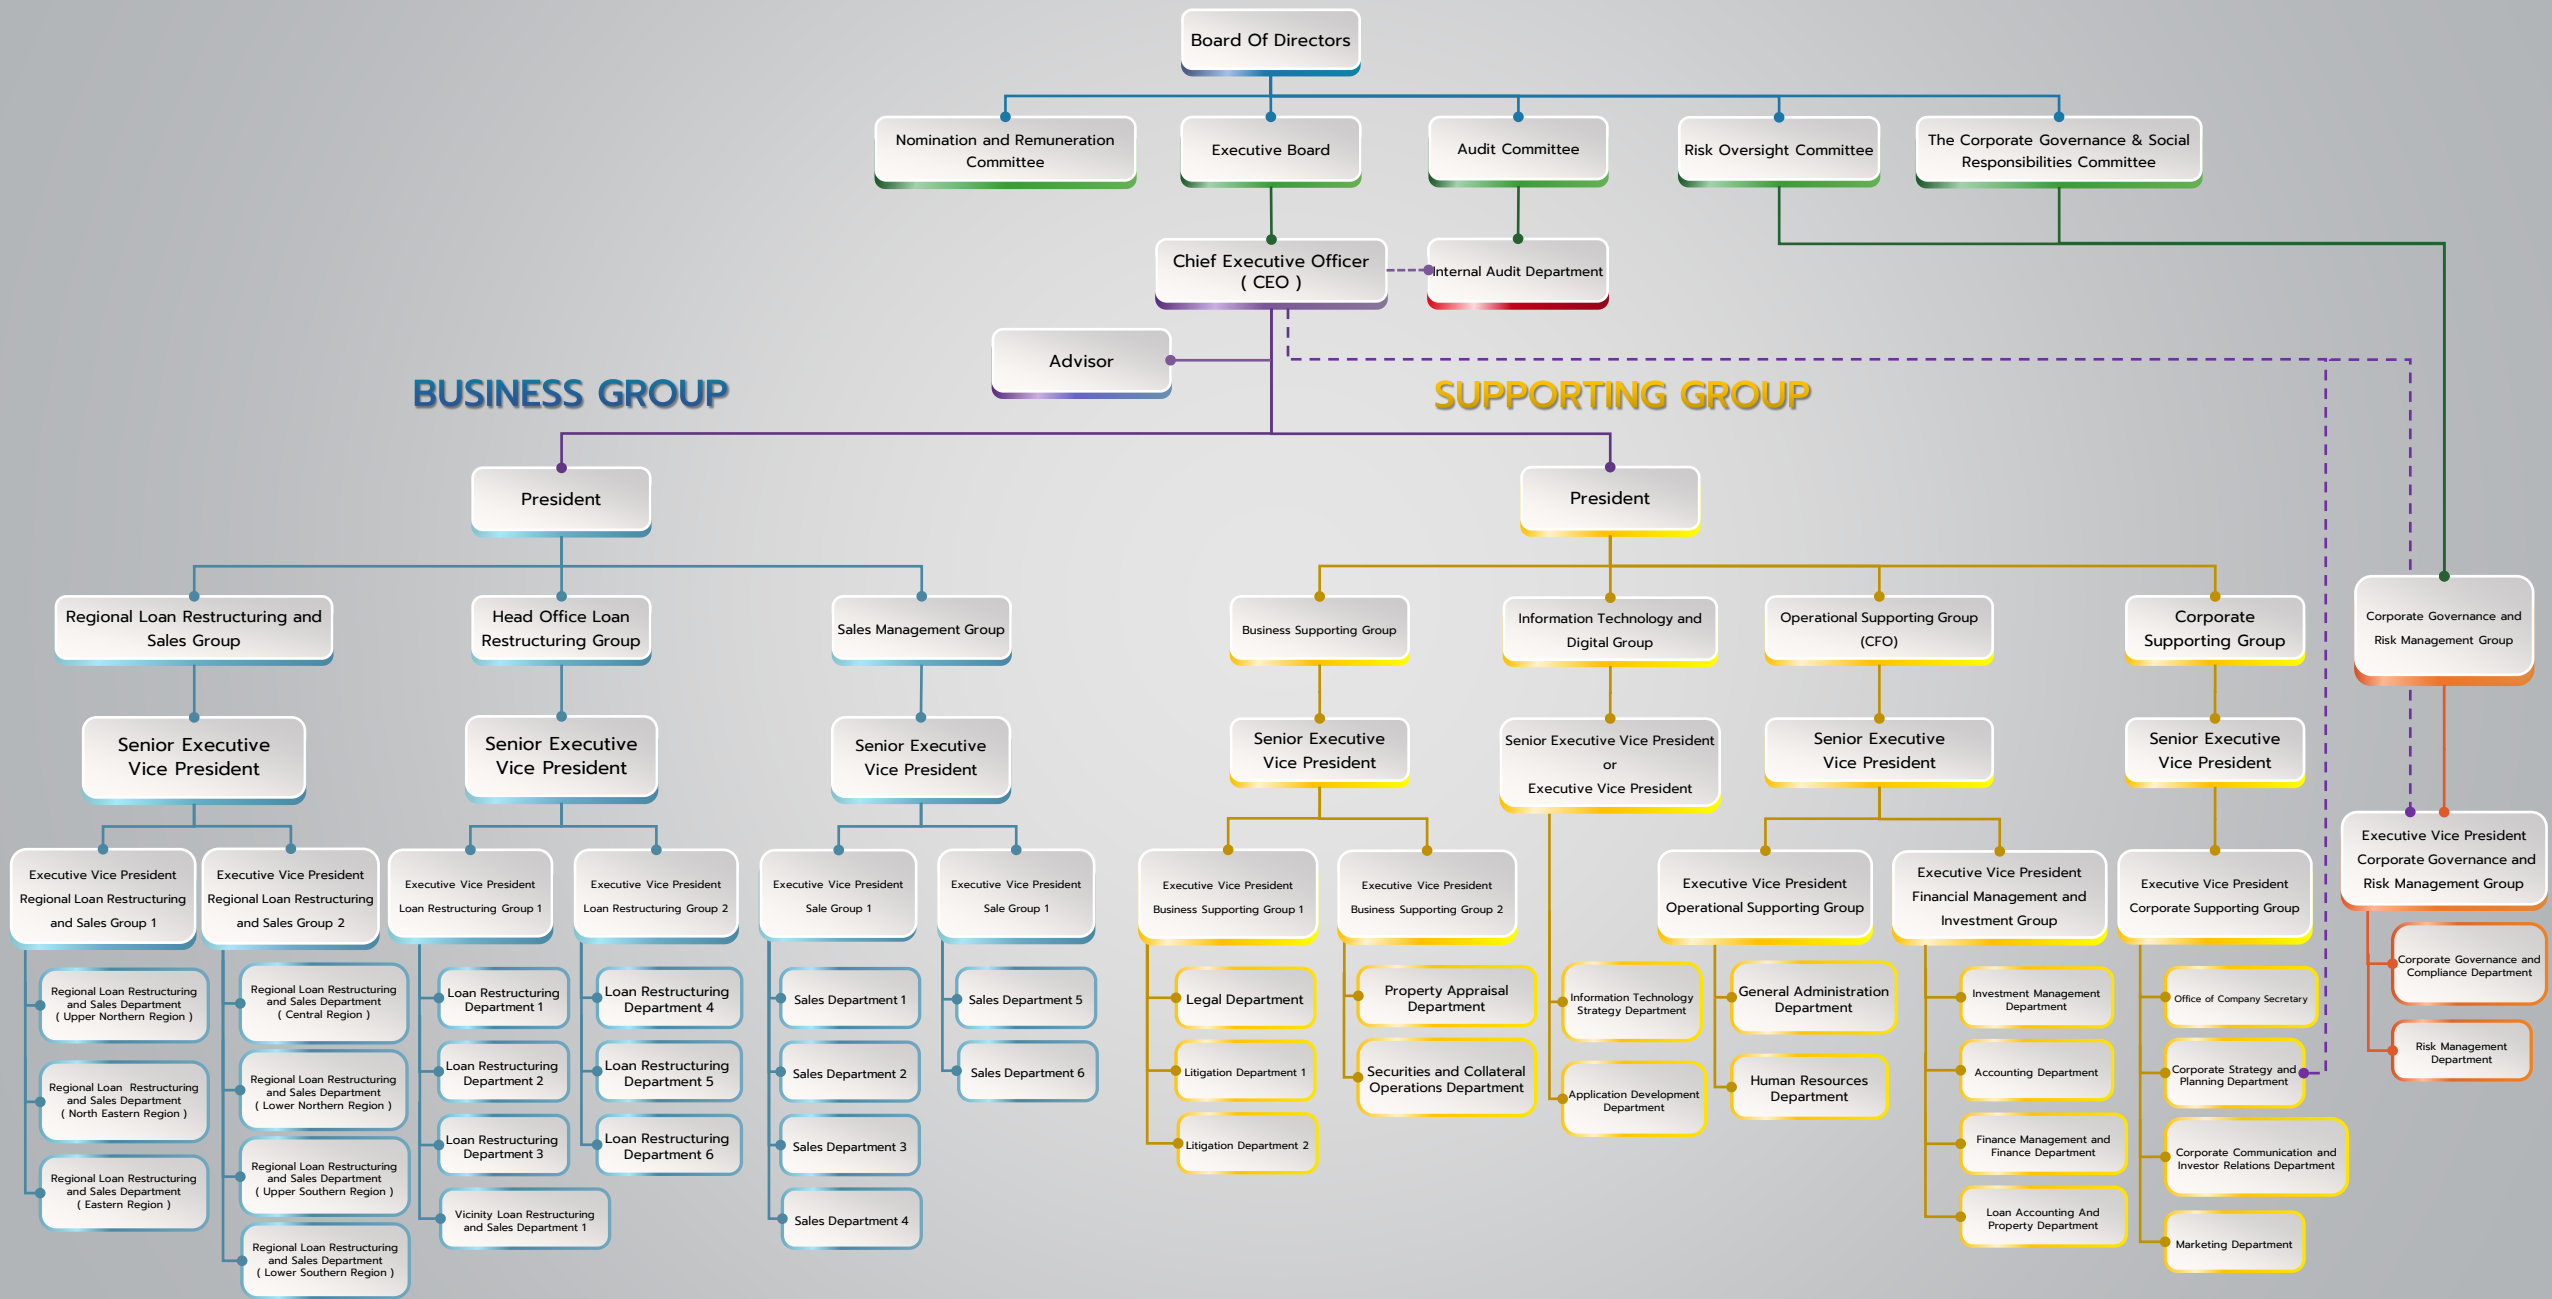 Board Of Directors
Nomination and Remuneration
Committee
Executive Board
Audit Committee
Risk Oversight Committee
The Corporate Governance & Social
Responsibilities Committee
Chief Executive Officer
( CEO )
Internal Audit Department
Advisor
BUSINESS GROUP
SUPPORTING GROUP
President
President
Regional Loan Restructuring and
Sales Group
Head Office Loan
Restructuring Group
Sales Management Group
Business Supporting Group
Information Technology and
Digital Group
Operational Supporting Group
(CFO)
Corporate
Supporting Group
Corporate Governance and
Risk Management Group
Senior Executive
Vice President
Senior Executive
Vice President
Senior Executive
Vice President
Senior Executive
Vice President
Senior Executive Vice President
or
Executive Vice President
Senior Executive
Vice President
Senior Executive
Vice President
Executive Vice President
Corporate Governance and
Risk Management Group
Executive Vice President
Regional Loan Restructuring
and Sales Group 1
Executive Vice President
Regional Loan Restructuring
and Sales Group 2
Executive Vice President
Loan Restructuring Group 1
Executive Vice President
Loan Restructuring Group 2
Executive Vice President
Sale Group 1
Executive Vice President
Sale Group 1
Executive Vice President
Business Supporting Group 1
Executive Vice President
Business Supporting Group 2
Executive Vice President
Operational Supporting Group
Executive Vice President
Financial Management and
Investment Group
Executive Vice President
Corporate Supporting Group
Regional Loan Restructuring
and Sales Department
( Upper Northern Region )
Regional Loan Restructuring
and Sales Department
( North Eastern Region )
Regional Loan Restructuring
and Sales Department
( Eastern Region )
Regional Loan Restructuring
and Sales Department
( Central Region )
Regional Loan Restructuring
and Sales Department
( Lower Northern Region )
Regional Loan Restructuring
and Sales Department
( Upper Southern Region )
Regional Loan Restructuring
and Sales Department
( Lower Southern Region )
Loan Restructuring
Department 1
Loan Restructuring
Department 2
Loan Restructuring
Department 3
Vicinity Loan Restructuring
and Sales Department 1
Loan Restructuring
Department 4
Loan Restructuring
Department 5
Loan Restructuring
Department 6
Sales Department 1
Sales Department 2
Sales Department 3
Sales Department 4
Sales Department 5
Sales Department 6
Legal Department
Litigation Department 1
Litigation Department 2
Property Appraisal
Department
Securities and Collateral
Operations Department
Information Technology
Strategy Department
Application Development
Department
General Administration
Department
Human Resources
Department
Investment Management
Department
Accounting Department
Finance Management and
Finance Department
Loan Accounting And
Property Department
Office of Company Secretary
Corporate Strategy and
Planning Department
Corporate Communication and
Investor Relations Department
Marketing Department
Corporate Governance and
Compliance Department
Risk Management
Department